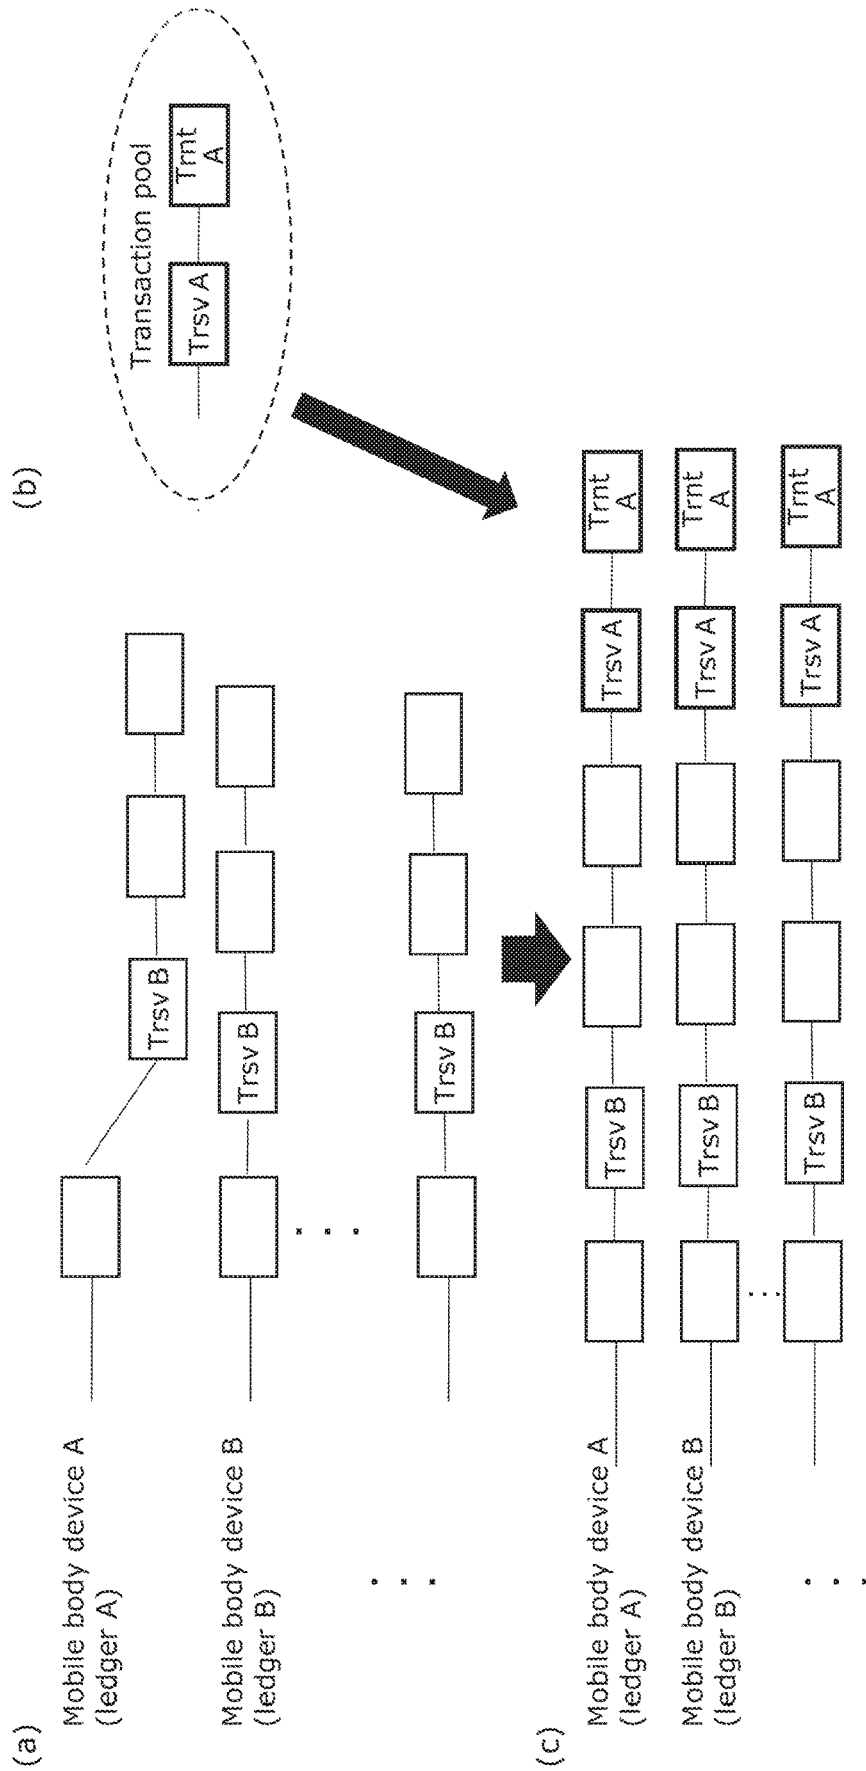 (a)
Mobile body device A
(ledger A)
Trsv B
Mobile body device B
(ledger B)
Trsv B
. . .
. . .
Trsv B
(b)
Transaction pool
Trsv A
Trnt
A
(c)
Mobile body device A
(ledger A)
Trsv B
Trsv A
Trnt
A
Mobile body device B
(ledger B)
Trsv B
Trsv A
Trnt
A
. . .
. . .
Trsv B
Trsv A
Trnt
A